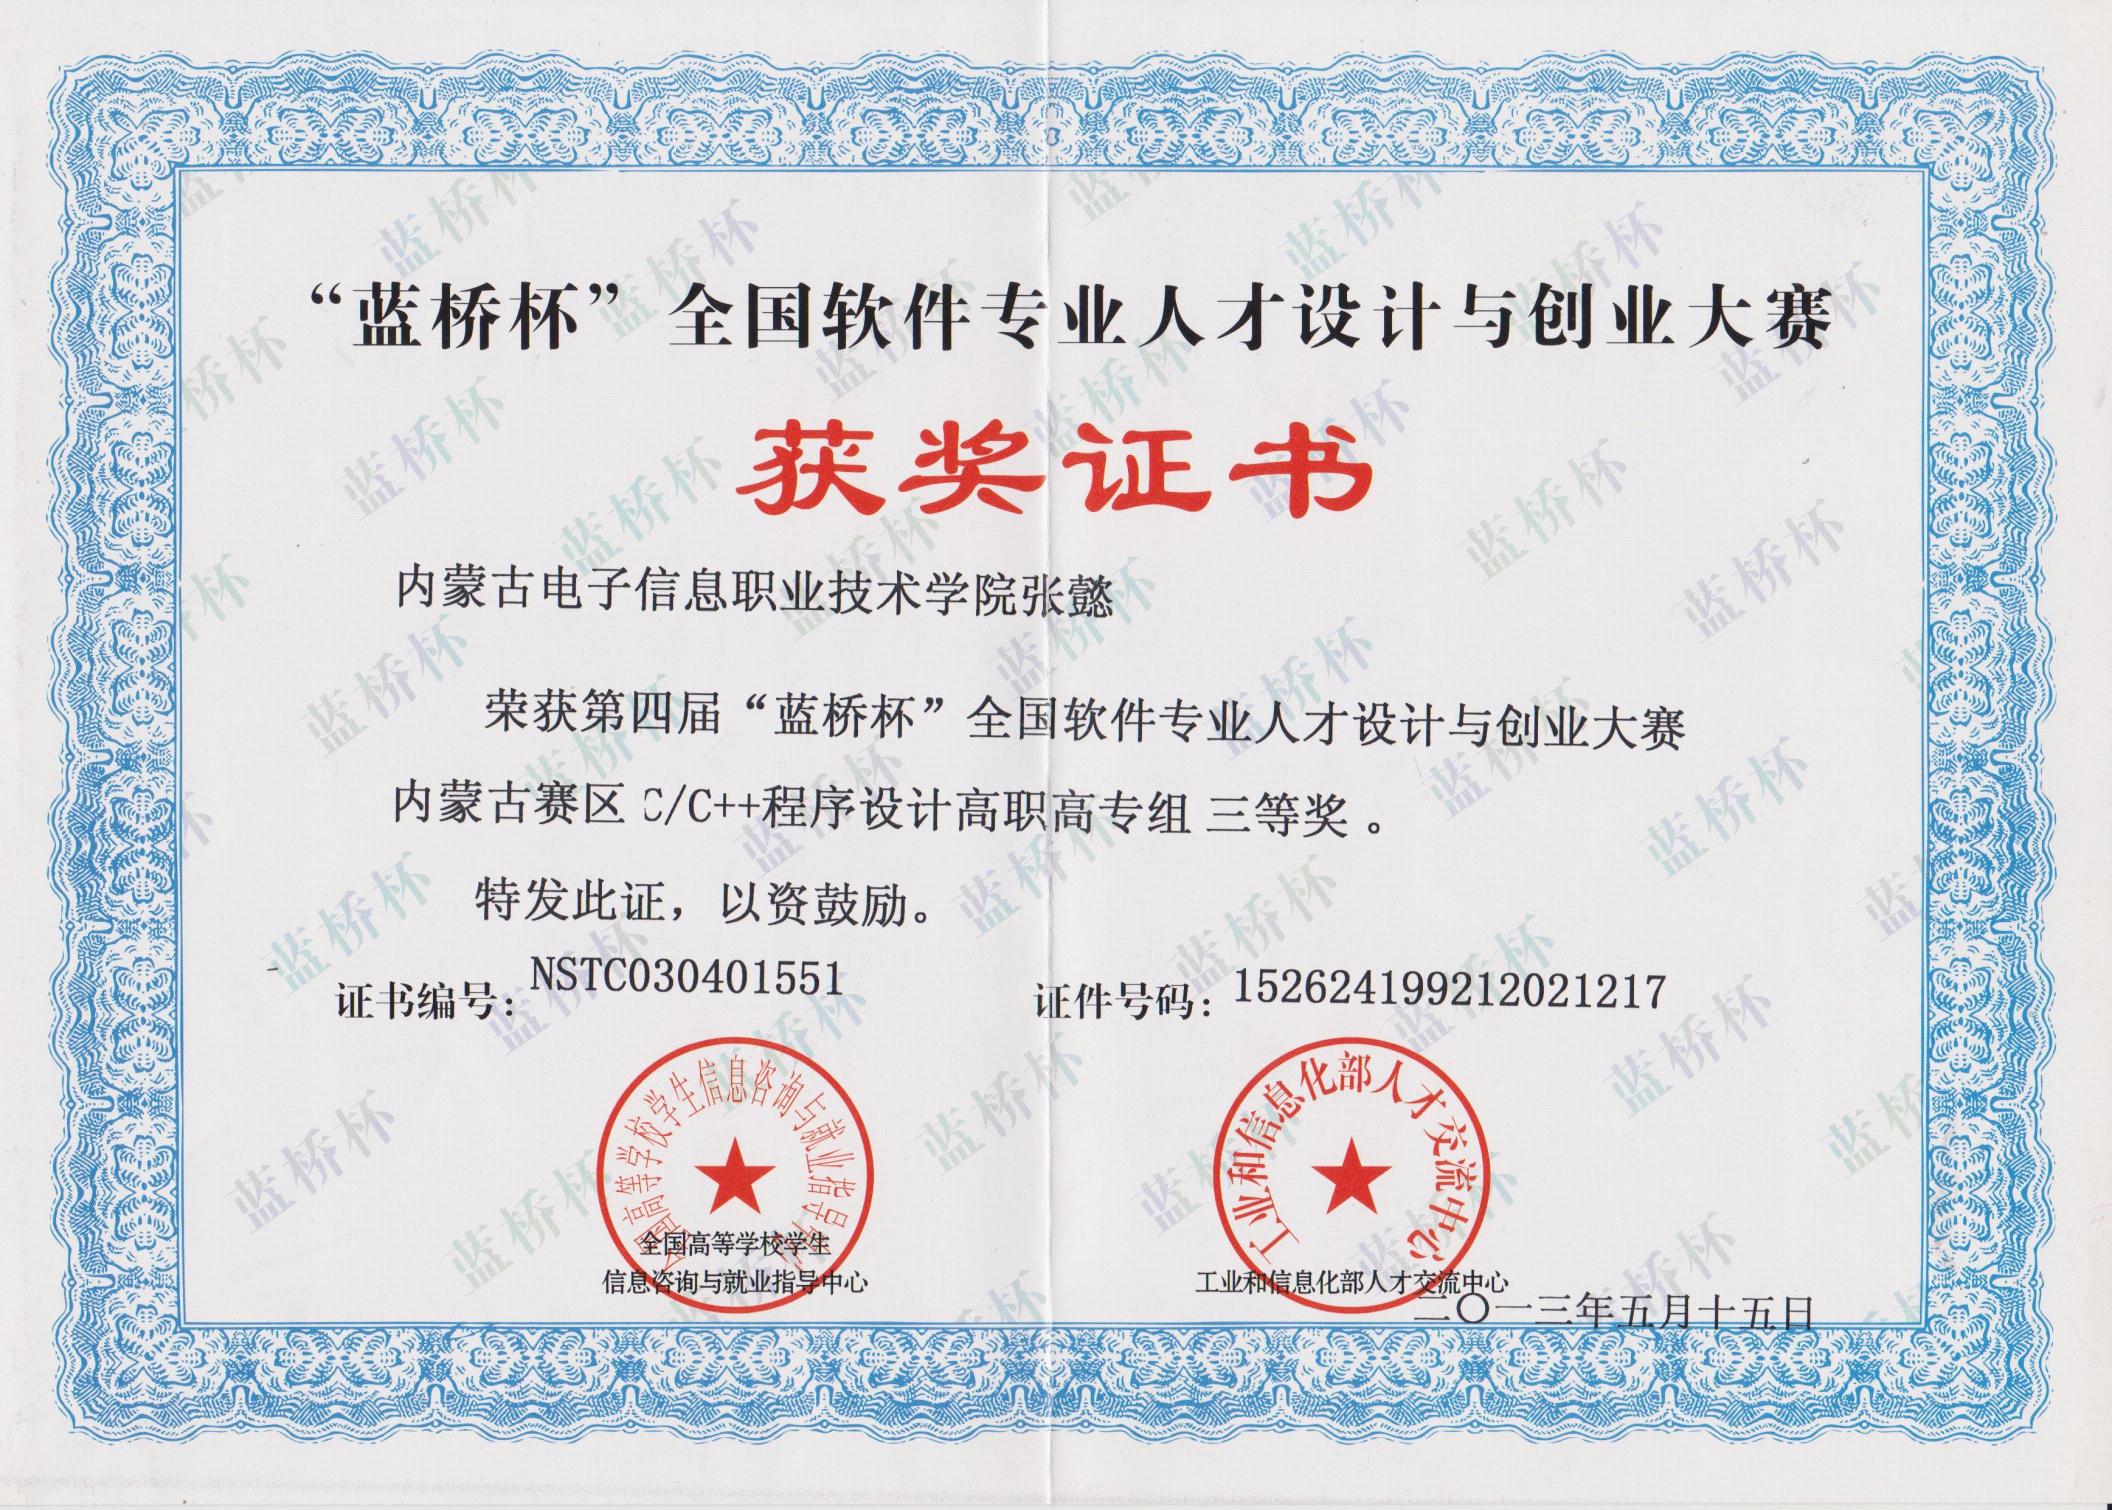 “蓝桥杯”全国软件专业人才设计与创业大赛
获奖证书
内蒙古电子信息职业技术学院张懿
荣获第四届“蓝桥杯”全国软件专业人才设计与创业大赛
内蒙古赛区 C/C++程序设计高职高专组 三等奖 。
特发此证，以资鼓励。
证书编号：NSTC030401551
证件号码：152624199212021217
全国高等学校学生信息咨询与就业指导中心
工业和信息化部人才交流中心
全国高等学校学生
信息咨询与就业指导中心
工业和信息化部人才交流中心
二〇一三年五月十五日
蓝桥杯